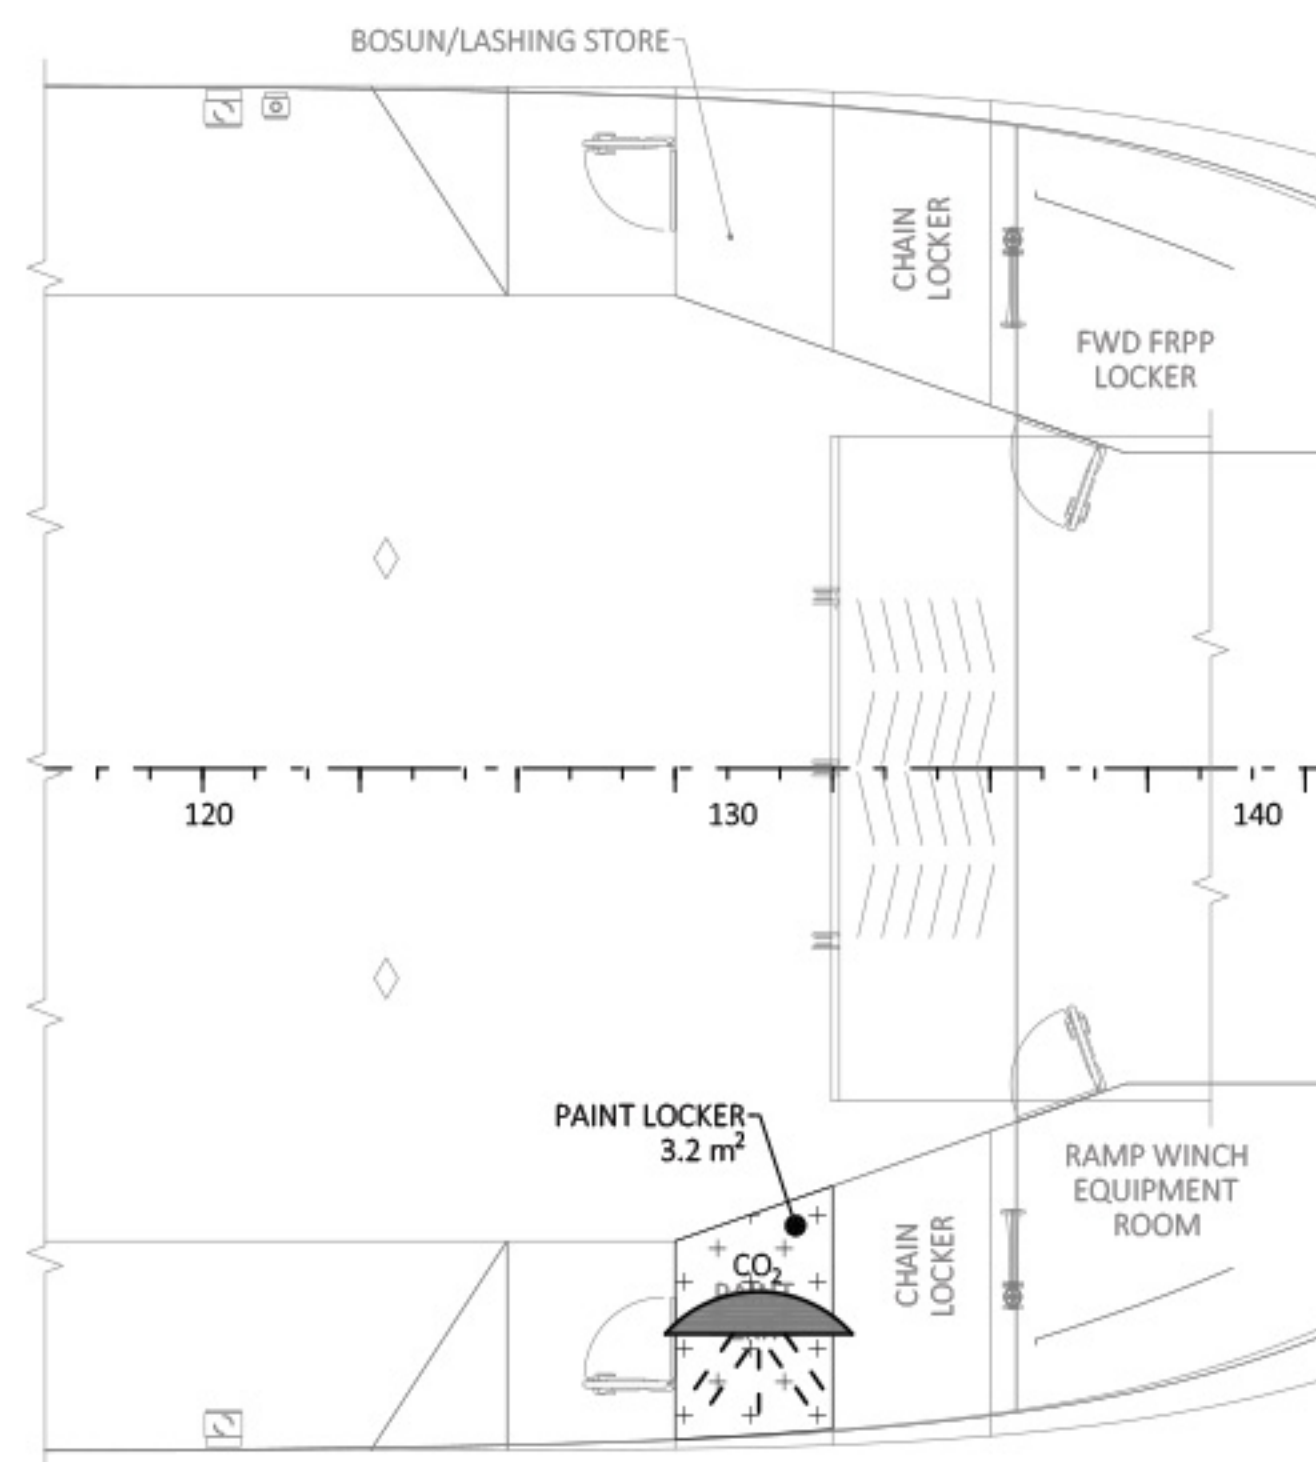 BOSUN/LASHING STORE
CHAIN
LOCKER
FWD FRPP
LOCKER
120
130
140
PAINT LOCKER
3.2 m²
RAMP WINCH
EQUIPMENT
ROOM
CO₂
CHAIN
LOCKER